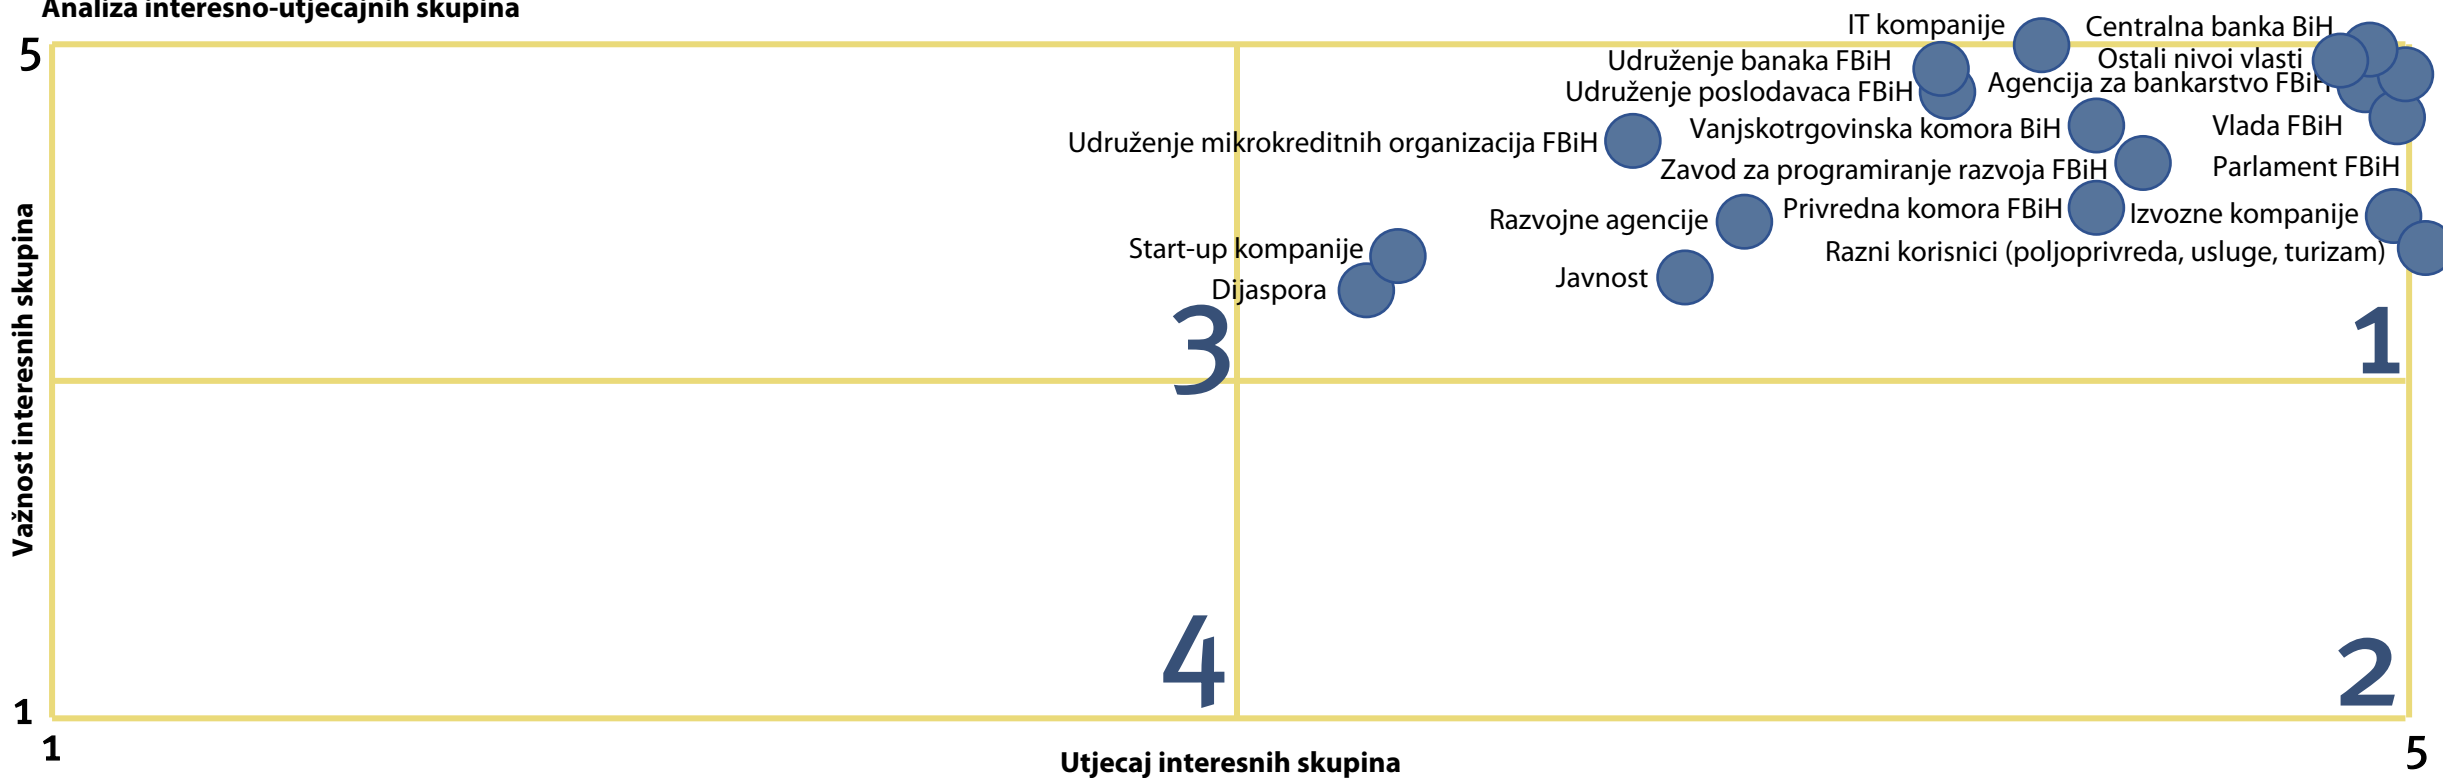 Analiza interesno-utjecajnih skupina
5
IT kompanije
Centralna banka BiH
Udruženje banaka FBiH
Ostali nivoi vlasti
Agencija za bankarstvo FBiH
Udruženje poslodavaca FBiH
Vanjskotrgovinska komora BiH
Vlada FBiH
Udruženje mikrokreditnih organizacija FBiH
Zavod za programiranje razvoja FBiH
Parlament FBiH
Privredna komora FBiH
Izvozne kompanije
Razvojne agencije
Start-up kompanije
Razni korisnici (poljoprivreda, usluge, turizam)
Javnost
Dijaspora
3
1
Važnost interesnih skupina
4
2
1
1
Utjecaj interesnih skupina
5